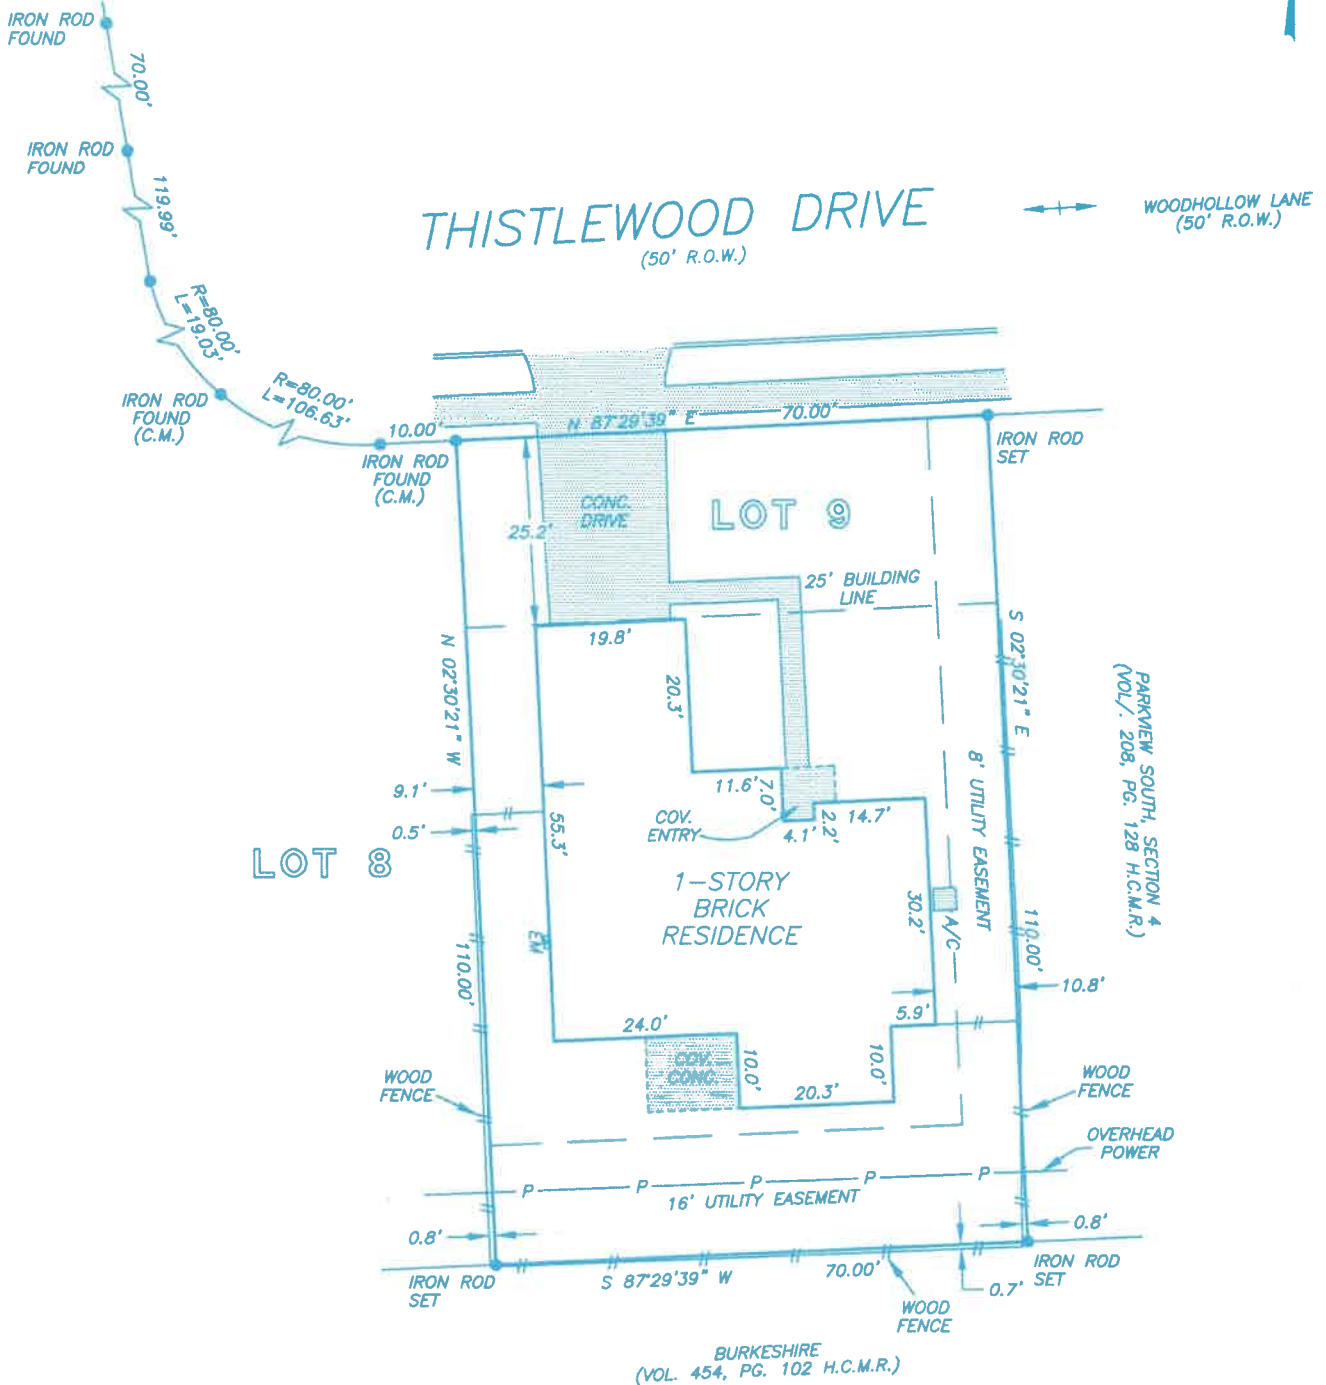 IRON ROD
FOUND
70.00'
IRON ROD
FOUND
119.99'
THISTLEWOOD DRIVE
(50' R.O.W.)
WOODHOLLOW LANE
(50' R.O.W.)
R=80.00'
L=19.03'
R=80.00'
L=106.63'
IRON ROD
FOUND
(C.M.)
10.00'
IRON ROD
FOUND
(C.M.)
N 87°29'39" E
70.00'
IRON ROD
SET
CONC.
DRIVE
LOT 9
25.2'
25' BUILDING
LINE
19.8'
N 02°30'21" W
20.3'
S 02°30'21" E
PARKVIEW SOUTH, SECTION 4
(VOL/. 208, PG. 128 H.C.M.R.)
8' UTILITY EASEMENT
9.1'
11.6'
7.0'
0.5'
55.3'
COV.
ENTRY
4.1'
2.2'
14.7'
LOT 8
1-STORY
BRICK
RESIDENCE
30.2'
A/C
EM
110.00'
110.00'
10.8'
24.0'
5.9'
COV.
CONC.
10.0'
10.0'
20.3'
WOOD
FENCE
WOOD
FENCE
OVERHEAD
POWER
P P P P P
16' UTILITY EASEMENT
0.8'
0.8'
IRON ROD
SET
S 87°29'39" W
70.00'
0.7'
IRON ROD
SET
WOOD
FENCE
BURKESHIRE
(VOL. 454, PG. 102 H.C.M.R.)